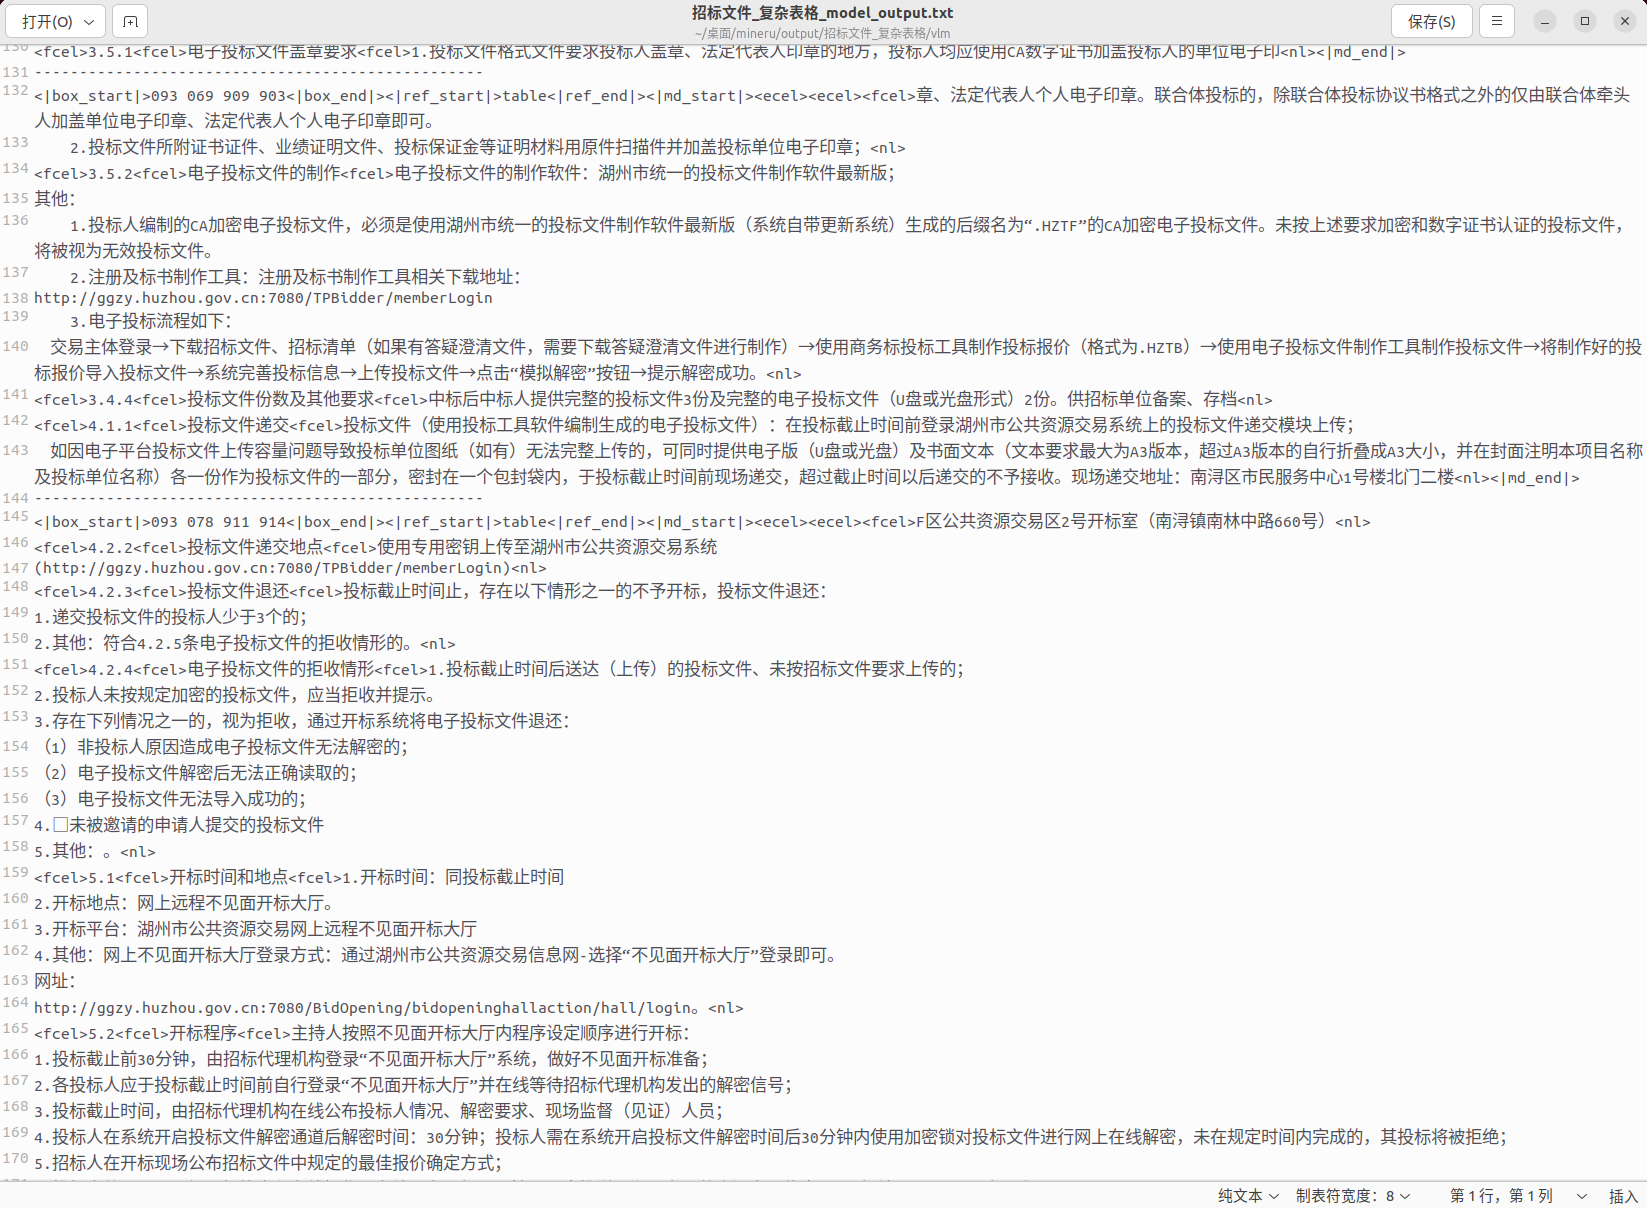 打开(O)
招标文件_复杂表格_model_output.txt
~/桌面/mineru/output/招标文件_复杂表格/vlm
保存(S)
130 <fcel>3.5.1<fcel>电子投标文件盖章要求<fcel>1.投标文件格式文件要求投标人盖章、法定代表人印章的地方，投标人均应使用CA数字证书加盖投标人的单位电子印<nl><|md_end|>
131 --------------------------------------------------
132 <|box_start|>093 069 909 903<|box_end|><|ref_start|>table<|ref_end|><|md_start|><ecel><ecel><fcel>章、法定代表人个人电子印章。联合体投标的，除联合体投标协议书格式之外的仅由联合体牵头
人加盖单位电子印章、法定代表人个人电子印章即可。
133 2.投标文件所附证书证件、业绩证明文件、投标保证金等证明材料用原件扫描件并加盖投标单位电子印章；<nl>
134 <fcel>3.5.2<fcel>电子投标文件的制作<fcel>电子投标文件的制作软件：湖州市统一的投标文件制作软件最新版；
135 其他：
136 1.投标人编制的CA加密电子投标文件，必须是使用湖州市统一的投标文件制作软件最新版（系统自带更新系统）生成的后缀名为“.HZTF”的CA加密电子投标文件。未按上述要求加密和数字证书认证的投标文件，
将被视为无效投标文件。
137 2.注册及标书制作工具：注册及标书制作工具相关下载地址：
138 http://ggzy.huzhou.gov.cn:7080/TPBidder/memberLogin
139 3.电子投标流程如下：
140 交易主体登录→下载招标文件、招标清单（如果有答疑澄清文件，需要下载答疑澄清文件进行制作）→使用商务标投标工具制作投标报价（格式为.HZTB）→使用电子投标文件制作工具制作投标文件→将制作好的投
标报价导入投标文件→系统完善投标信息→上传投标文件→点击“模拟解密”按钮→提示解密成功。<nl>
141 <fcel>3.4.4<fcel>投标文件份数及其他要求<fcel>中标后中标人提供完整的投标文件3份及完整的电子投标文件（U盘或光盘形式）2份。供招标单位备案、存档<nl>
142 <fcel>4.1.1<fcel>投标文件递交<fcel>投标文件（使用投标工具软件编制生成的电子投标文件）：在投标截止时间前登录湖州市公共资源交易系统上的投标文件递交模块上传；
143 如因电子平台投标文件上传容量问题导致投标单位图纸（如有）无法完整上传的，可同时提供电子版（U盘或光盘）及书面文本（文本要求最大为A3版本，超过A3版本的自行折叠成A3大小，并在封面注明本项目名称
及投标单位名称）各一份作为投标文件的一部分，密封在一个包封袋内，于投标截止时间前现场递交，超过截止时间以后递交的不予接收。现场递交地址：南浔区市民服务中心1号楼北门二楼<nl><|md_end|>
144 --------------------------------------------------
145 <|box_start|>093 078 911 914<|box_end|><|ref_start|>table<|ref_end|><|md_start|><ecel><ecel><fcel>F区公共资源交易区2号开标室（南浔镇南林中路660号）<nl>
146 <fcel>4.2.2<fcel>投标文件递交地点<fcel>使用专用密钥上传至湖州市公共资源交易系统
147 (http://ggzy.huzhou.gov.cn:7080/TPBidder/memberLogin)<nl>
148 <fcel>4.2.3<fcel>投标文件退还<fcel>投标截止时间止，存在以下情形之一的不予开标，投标文件退还：
149 1.递交投标文件的投标人少于3个的；
150 2.其他：符合4.2.5条电子投标文件的拒收情形的。<nl>
151 <fcel>4.2.4<fcel>电子投标文件的拒收情形<fcel>1.投标截止时间后送达（上传）的投标文件、未按招标文件要求上传的；
152 2.投标人未按规定加密的投标文件，应当拒收并提示。
153 3.存在下列情况之一的，视为拒收，通过开标系统将电子投标文件退还：
154 （1）非投标人原因造成电子投标文件无法解密的；
155 （2）电子投标文件解密后无法正确读取的；
156 （3）电子投标文件无法导入成功的；
157 4.□未被邀请的申请人提交的投标文件
158 5.其他：。<nl>
159 <fcel>5.1<fcel>开标时间和地点<fcel>1.开标时间：同投标截止时间
160 2.开标地点：网上远程不见面开标大厅。
161 3.开标平台：湖州市公共资源交易网上远程不见面开标大厅
162 4.其他：网上不见面开标大厅登录方式：通过湖州市公共资源交易信息网-选择“不见面开标大厅”登录即可。
163 网址：
164 http://ggzy.huzhou.gov.cn:7080/BidOpening/bidopeninghallaction/hall/login。<nl>
165 <fcel>5.2<fcel>开标程序<fcel>主持人按照不见面开标大厅内程序设定顺序进行开标：
166 1.投标截止前30分钟，由招标代理机构登录“不见面开标大厅”系统，做好不见面开标准备；
167 2.各投标人应于投标截止时间前自行登录“不见面开标大厅”并在线等待招标代理机构发出的解密信号；
168 3.投标截止时间，由招标代理机构在线公布投标人情况、解密要求、现场监督（见证）人员；
169 4.投标人在系统开启投标文件解密通道后解密时间：30分钟；投标人需在系统开启投标文件解密时间后30分钟内使用加密锁对投标文件进行网上在线解密，未在规定时间内完成的，其投标将被拒绝；
170 5.招标人在开标现场公布招标文件中规定的最佳报价确定方式；
纯文本 制表符宽度：8 第 1 行，第 1 列 插入